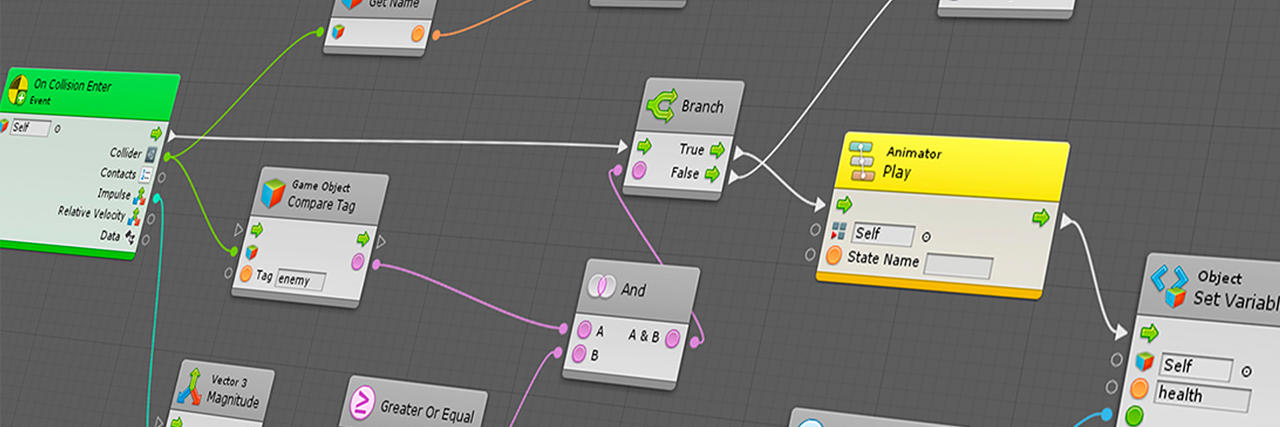 Get Name
On Collision Enter
Event
Self
Collider
Contacts
Impulse
Relative Velocity
Data
Game Object
Compare Tag
Tag enemy
Branch
True
False
And
A A & B
B
Animator
Play
Self
State Name
Object
Set Variabl
Self
health
Vector 3
Magnitude
Greater Or Equal